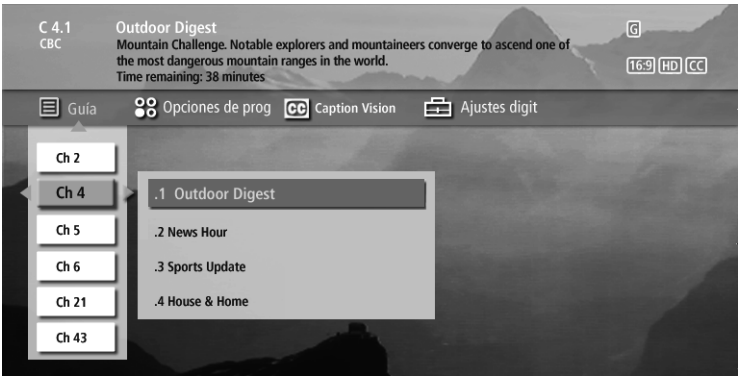 C 4.1
CBC
Outdoor Digest
Mountain Challenge. Notable explorers and mountaineers converge to ascend one of
the most dangerous mountain ranges in the world.
Time remaining: 38 minutes
G
16:9 HD CC
Guía
Opciones de prog
CC Caption Vision
Ajustes digit
Ch 2
Ch 4
Ch 5
Ch 6
Ch 21
Ch 43
.1 Outdoor Digest
.2 News Hour
.3 Sports Update
.4 House & Home